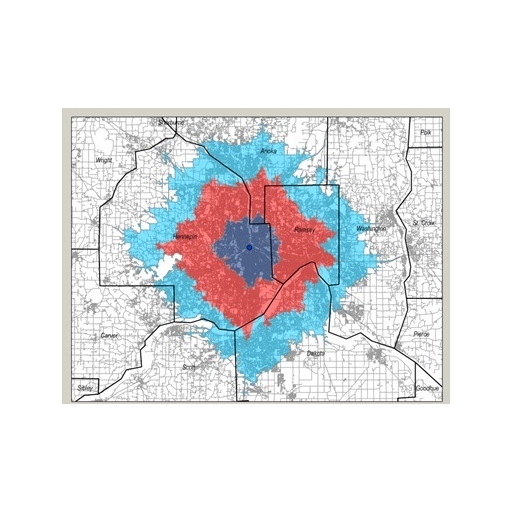 Sherburne
Polk
Anoka
Wright
St. Croix
Ramsey
Washington
Hennepin
Carver
Pierce
Dakota
Scott
Sibley
Goodhue